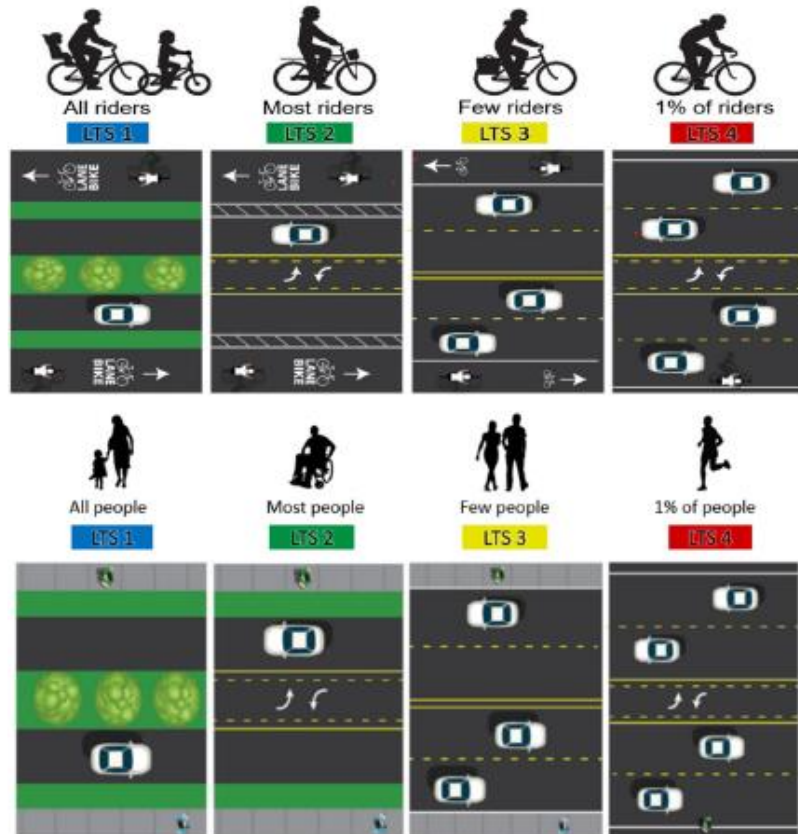 All riders
Most riders
Few riders
1% of riders
LTS 1
LTS 2
LTS 3
LTS 4
LANE
BIKE
LANE
BIKE
LANE
BIKE
LANE
BIKE
All people
Most people
Few people
1% of people
LTS 1
LTS 2
LTS 3
LTS 4